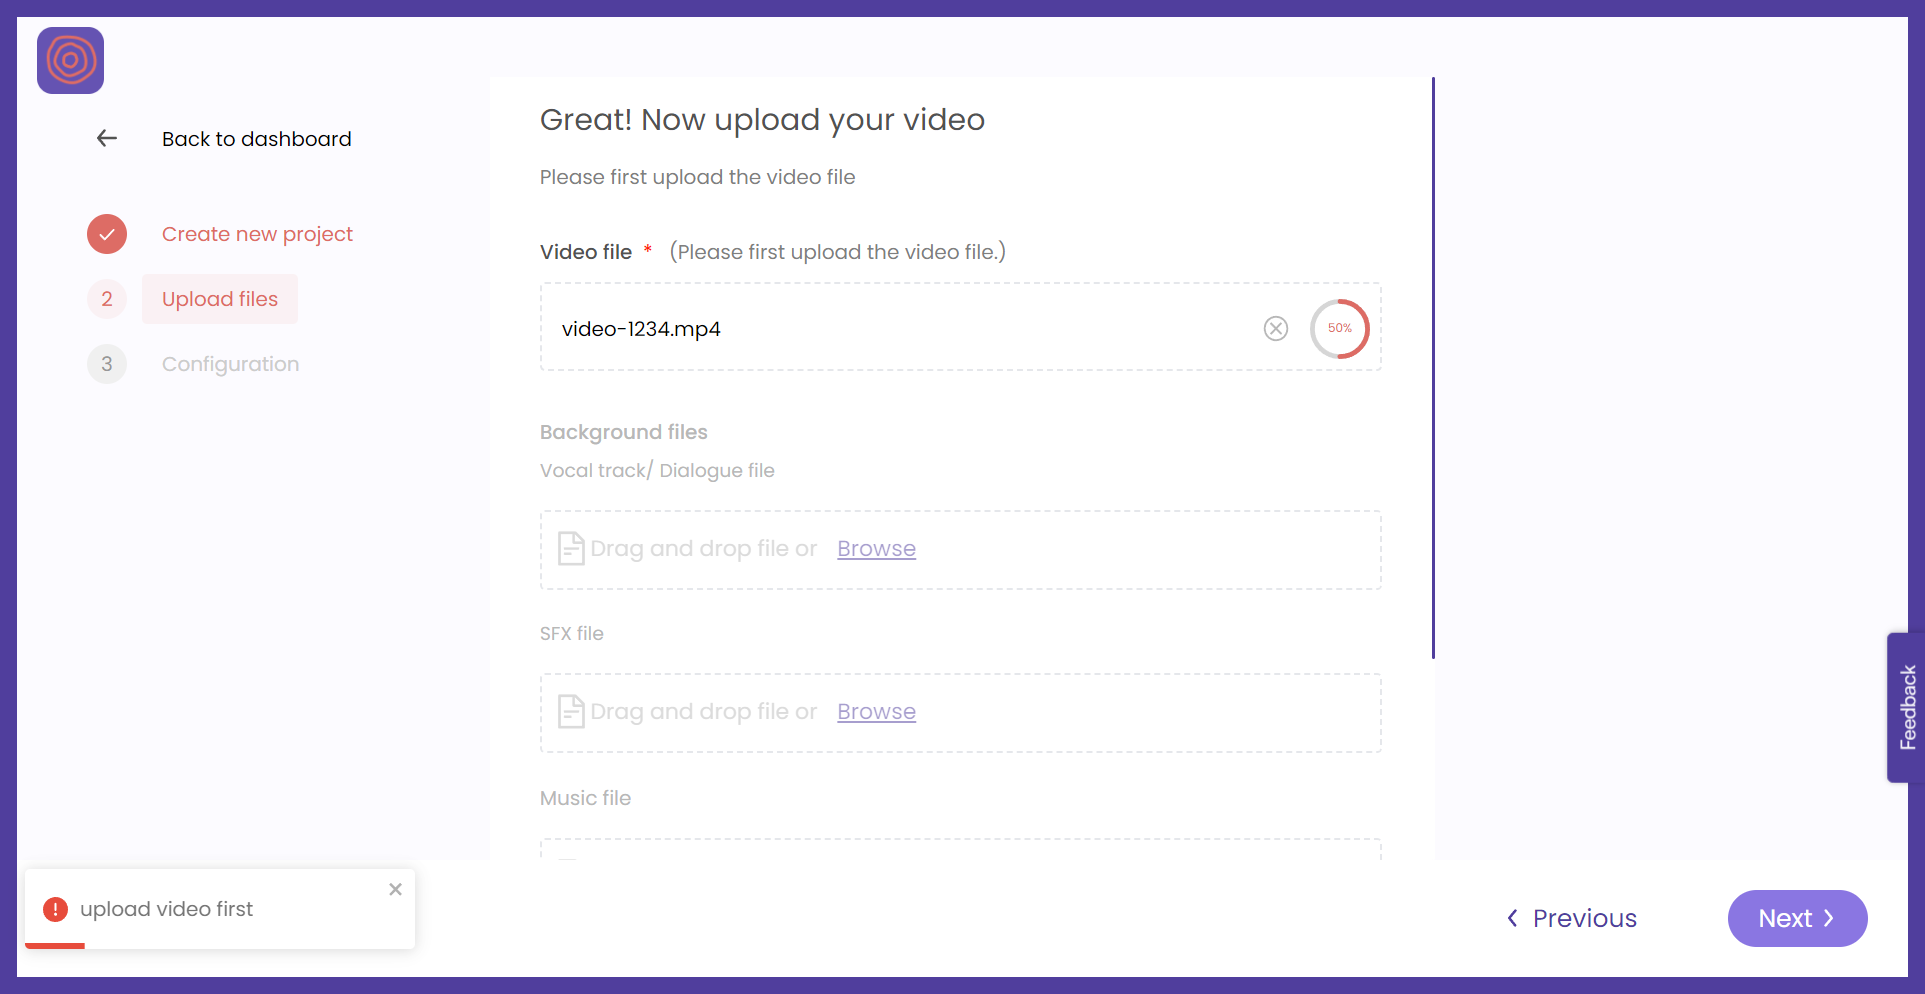 Back to dashboard
Create new project
2 Upload files
3 Configuration
Great! Now upload your video
Please first upload the video file
Video file * (Please first upload the video file.)
video-1234.mp4 50%
Background files
Vocal track/ Dialogue file
Drag and drop file or Browse
SFX file
Drag and drop file or Browse
Music file
Feedback
upload video first
Previous
Next